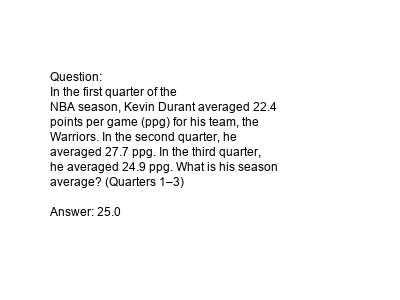 Question:
In the first quarter of the
NBA season, Kevin Durant averaged 22.4
points per game (ppg) for his team, the
Warriors. In the second quarter, he
averaged 27.7 ppg. In the third quarter,
he averaged 24.9 ppg. What is his season
average? (Quarters 1–3)
Answer: 25.0